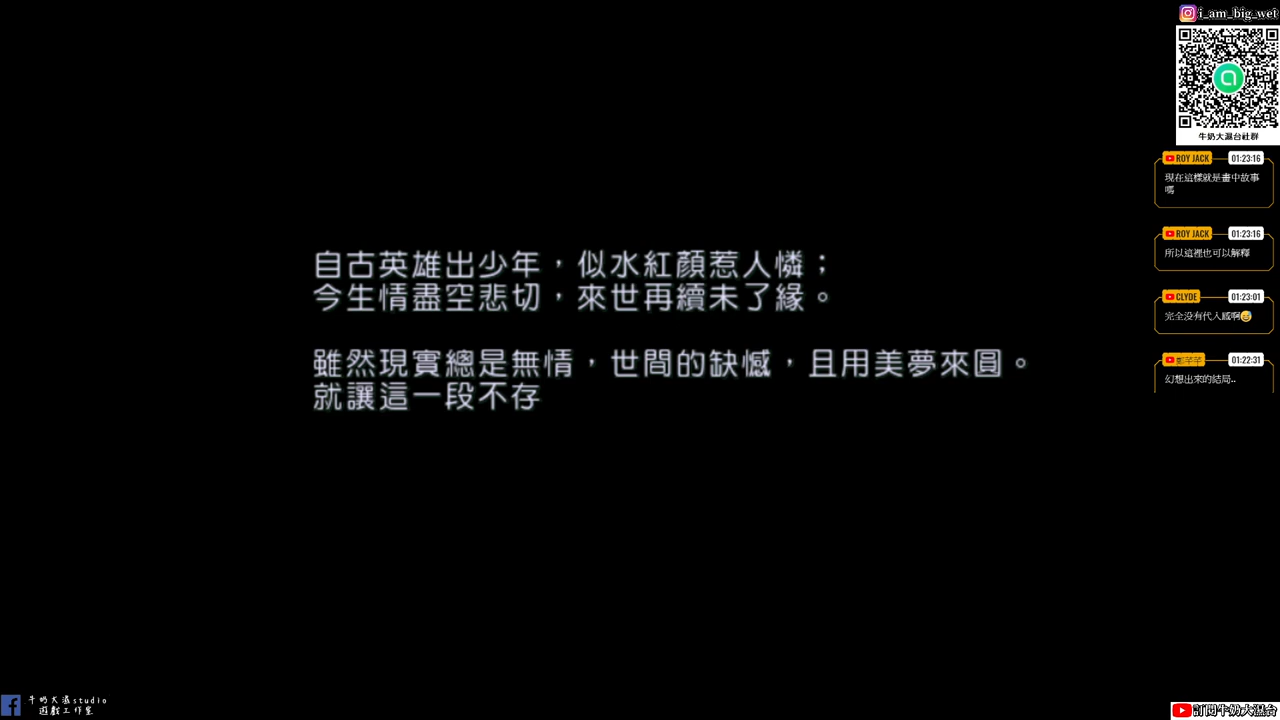 i_am_big_wet
牛奶大濕台社群
ROY JACK 01:23:16
現在這樣就是畫中故事
嗎
ROY JACK 01:23:16
所以這裡也可以解釋
CLYDE 01:23:01
完全没有代入感啊😅
01:22:31
幻想出來的結局..
自古英雄出少年，似水紅顏惹人憐；
今生情盡空悲切，來世再續未了緣。
雖然現實總是無情，世間的缺憾，且用美夢來圓。
就讓這一段不存
牛奶大濕studio
遊戲工作室
訂閱牛奶大濕台